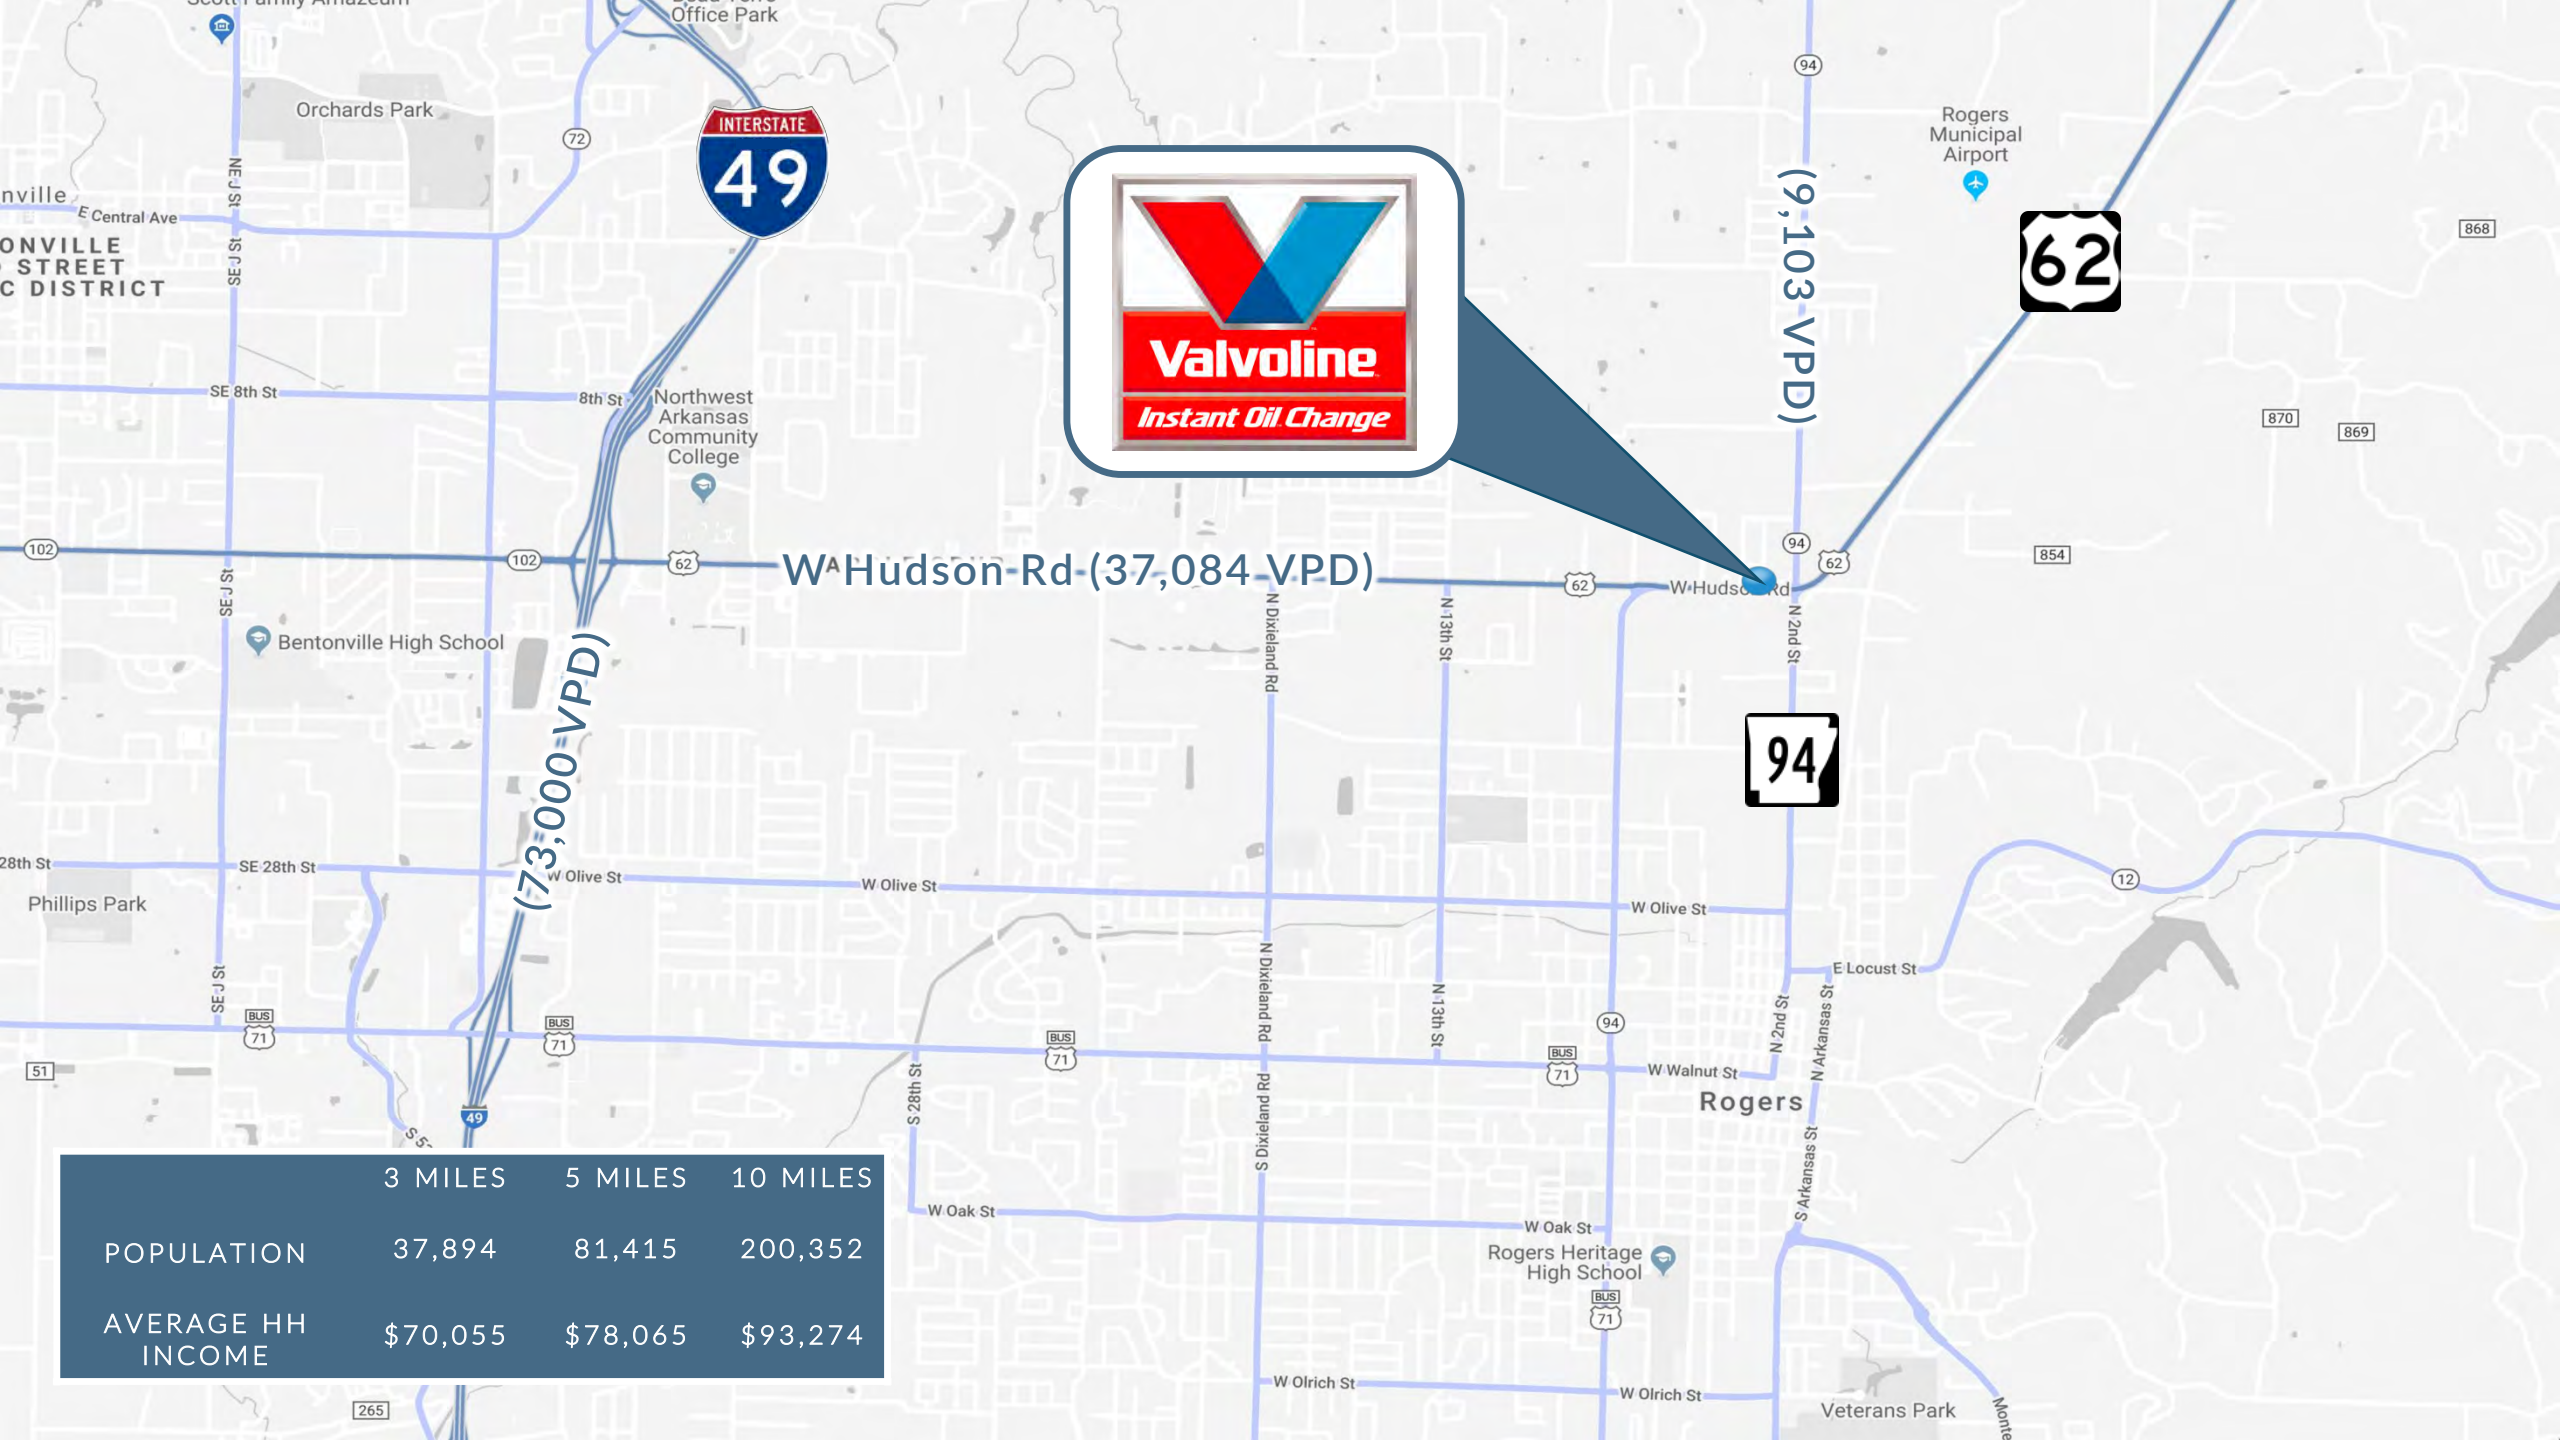 Office Park
Orchards Park
72
INTERSTATE
49
94
Rogers
Municipal
Airport
(9,103 VPD)
62
868
NE J St
nville
E Central Ave
ONVILLE
STREET
C DISTRICT
SE J St
Valvoline
Instant Oil Change
SE 8th St
8th St
Northwest
Arkansas
Community
College
870
869
102
102
62
W Hudson Rd (37,084 VPD)
62
W Hudson Rd
94
62
854
SE J St
Bentonville High School
(73,000 VPD)
N Dixieland Rd
N 13th St
N 2nd St
94
28th St
SE 28th St
W Olive St
W Olive St
W Olive St
12
Phillips Park
SE J St
N Dixieland Rd
N 13th St
94
N 2nd St
N Arkansas St
E Locust St
BUS
71
BUS
71
BUS
71
BUS
71
W Walnut St
51
49
S 28th St
S Dixieland Rd
Rogers
S Arkansas St
W Oak St
W Oak St
Rogers Heritage
High School
BUS
71
W Olrich St
W Olrich St
Veterans Park
265
3 MILES 5 MILES 10 MILES
POPULATION 37,894 81,415 200,352
AVERAGE HH
INCOME $70,055 $78,065 $93,274